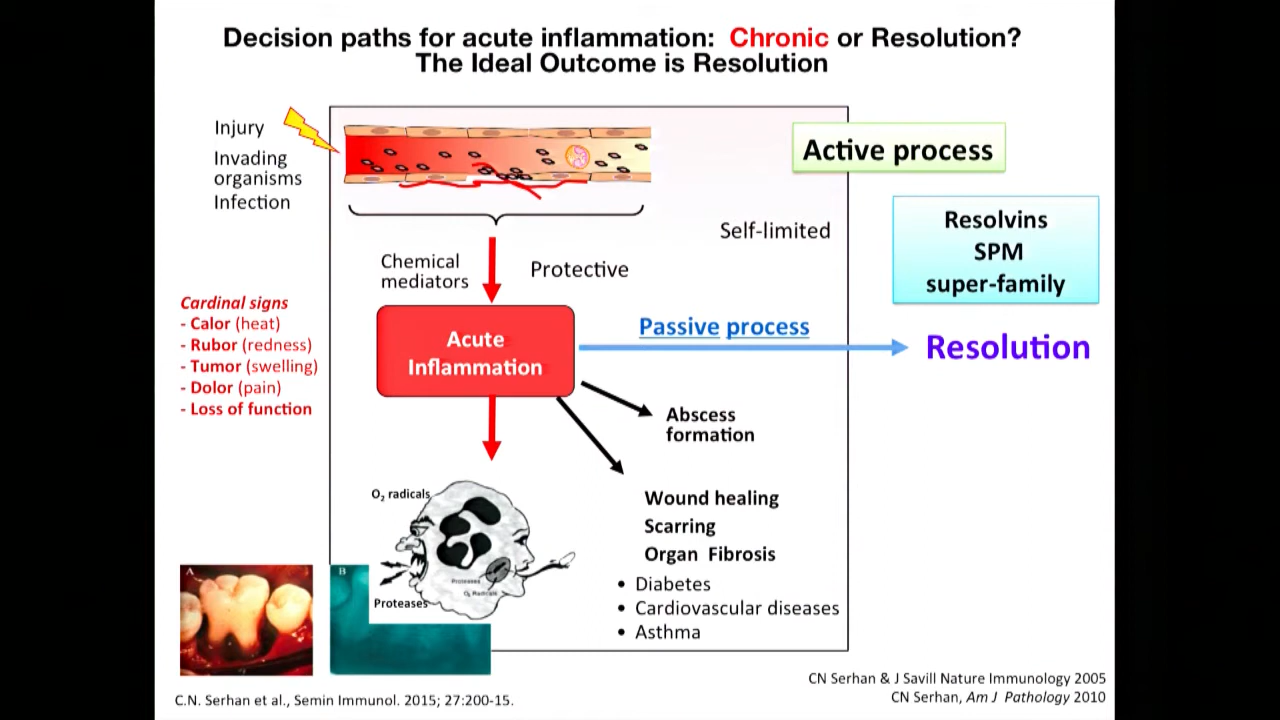 Decision paths for acute inflammation: Chronic or Resolution?
The Ideal Outcome is Resolution
Injury
Invading
organisms
Infection
Active process
Resolvins
SPM
super-family
Self-limited
Chemical
mediators
Protective
Cardinal signs
- Calor (heat)
- Rubor (redness)
- Tumor (swelling)
- Dolor (pain)
- Loss of function
Acute
Inflammation
Passive process
Resolution
Abscess
formation
O2 radicals
Proteases
O2 Radicals
Proteases
Wound healing
Scarring
Organ Fibrosis
• Diabetes
• Cardiovascular diseases
• Asthma
A
B
CN Serhan & J Savill Nature Immunology 2005
CN Serhan, Am J Pathology 2010
C.N. Serhan et al., Semin Immunol. 2015; 27:200-15.